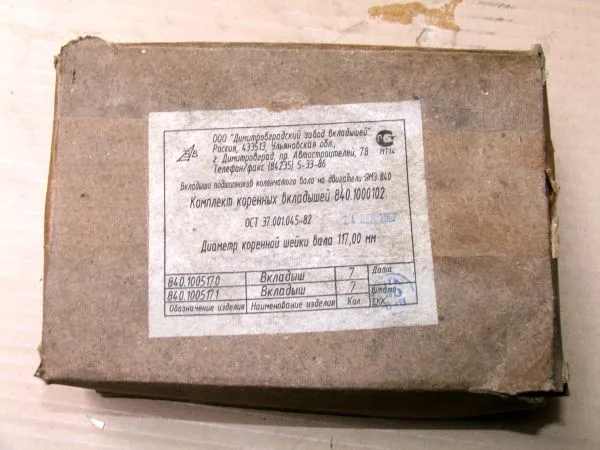 ООО "Димитровградский завод вкладышей"
Россия, 433513, Ульяновская обл.,
г. Димитровград, пр. Автостроителей, 78
Телефон/факс (84235) 5-33-86
МТ14
Вкладыши подшипников коленчатого вала на двигатели ЯМЗ 840
Комплект коренных вкладышей 840.1000102
ОСТ 37.001.045-82
Диаметр коренной шейки вала 117,00 мм
840.1005170 Вкладыш 7 Дата
840.1005171 Вкладыш 7 штамп
Обозначение изделия Наименование изделия Кол. СКК